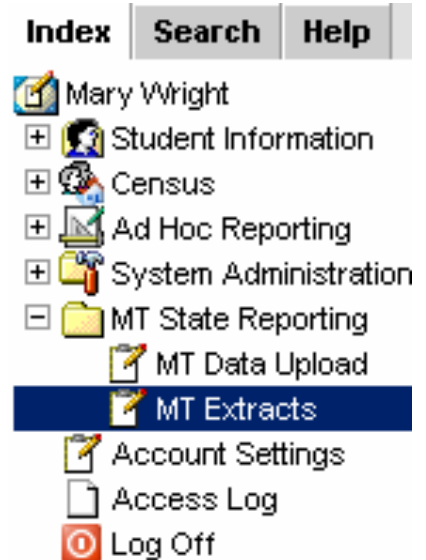 Index Search Help
Mary Wright
Student Information
Census
Ad Hoc Reporting
System Administration
MT State Reporting
MT Data Upload
MT Extracts
Account Settings
Access Log
Log Off